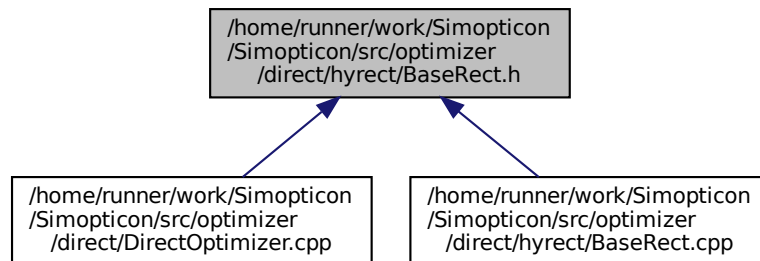 /home/runner/work/Simopticon
/Simopticon/src/optimizer
/direct/hyrect/BaseRect.h
/home/runner/work/Simopticon
/Simopticon/src/optimizer
/direct/DirectOptimizer.cpp
/home/runner/work/Simopticon
/Simopticon/src/optimizer
/direct/hyrect/BaseRect.cpp